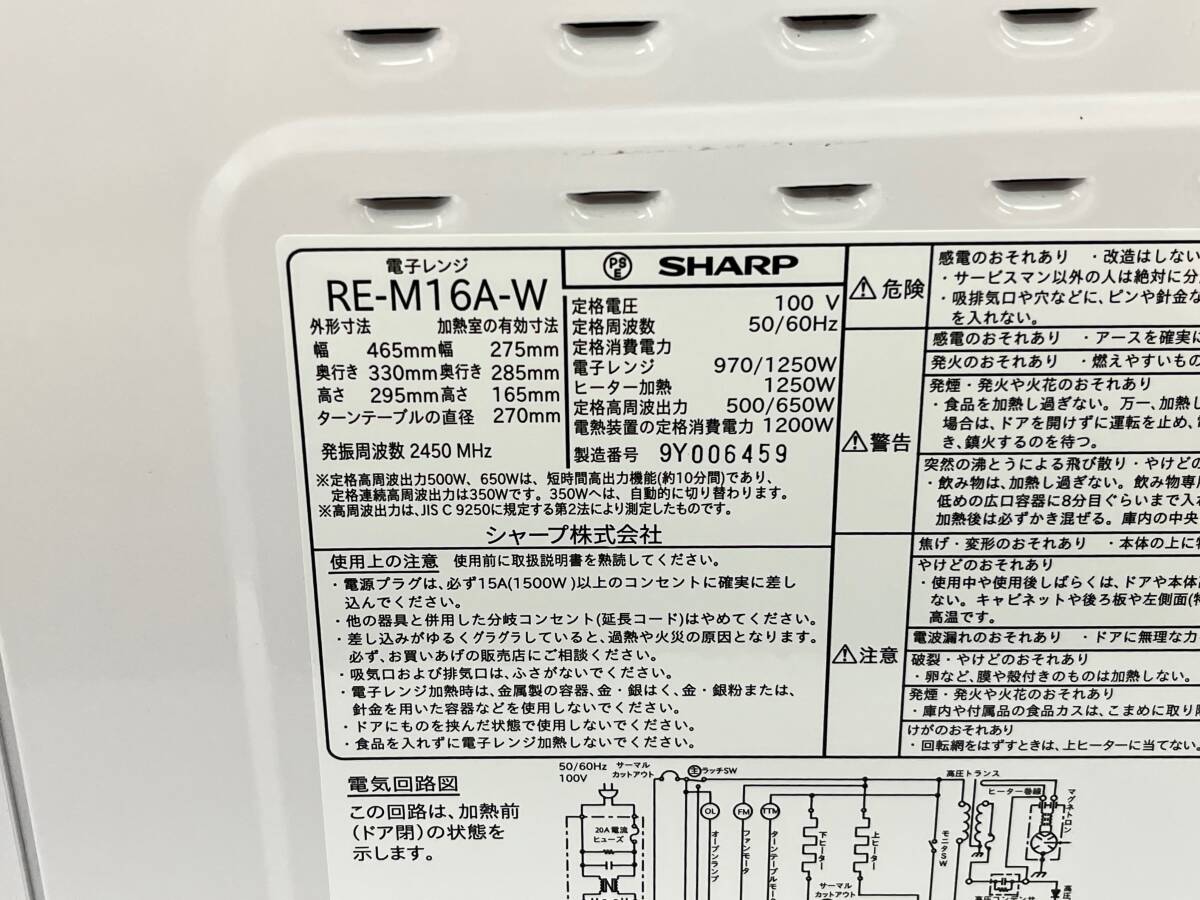 電子レンジ
RE-M16A-W
外形寸法 加熱室の有効寸法
幅 465mm 幅 275mm
奥行き 330mm 奥行き 285mm
高さ 295mm 高さ 165mm
ターンテーブルの直径 270mm
発振周波数 2450 MHz
PSE SHARP
定格電圧 100 V
定格周波数 50/60Hz
定格消費電力
電子レンジ 970/1250W
ヒーター加熱 1250W
定格高周波出力 500/650W
電熱装置の定格消費電力 1200W
製造番号 9Y006459
※定格高周波出力500W、650Wは、短時間高出力機能(約10分間)であり、
定格連続高周波出力は350Wです。350Wへは、自動的に切り替わります。
※高周波出力は、JIS C 9250に規定する第2法により測定したものです。
シャープ株式会社
使用上の注意 使用前に取扱説明書を熟読してください。
・電源プラグは、必ず15A(1500W)以上のコンセントに確実に差し
込んでください。
・他の器具と併用した分岐コンセント(延長コード)はやめてください。
・差し込みがゆるくグラグラしていると、過熱や火災の原因となります。
必ず、お買いあげの販売店にご相談ください。
・吸気口および排気口は、ふさがないでください。
・電子レンジ加熱時は、金属製の容器、金・銀はく、金・銀粉または、
針金を用いた容器などを使用しないでください。
・ドアにものを挟んだ状態で使用しないでください。
・食品を入れずに電子レンジ加熱しないでください。
危険
感電のおそれあり ・改造はしない
・サービスマン以外の人は絶対に分
・吸排気口や穴などに、ピンや針金な
を入れない。
警告
感電のおそれあり ・アースを確実に
発火のおそれあり ・燃えやすいもの
発煙・発火や火花のおそれあり
・食品を加熱し過ぎない。万一、加熱し
場合は、ドアを開けずに運転を止め、
き、鎮火するのを待つ。
突然の沸とうによる飛び散り・やけどの
・飲み物は、加熱し過ぎない。飲み物専
低めの広口容器に8分目ぐらいまで入
加熱後は必ずかき混ぜる。庫内の中央
注意
焦げ・変形のおそれあり ・本体の上に
やけどのおそれあり
・使用中や使用後しばらくは、ドアや本体
ない。キャビネットや後ろ板や左側面(特
高温です。
電波漏れのおそれあり ・ドアに無理な力
破裂・やけどのおそれあり
・卵など、膜や殻付きのものは加熱しない。
発煙・発火や火花のおそれあり
・庫内や付属品の食品カスは、こまめに取り
けがのおそれあり
・回転網をはずすときは、上ヒーターに当てない。
電気回路図
この回路は、加熱前
(ドア閉)の状態を
示します。
50/60Hz
100V
サーマル
カットアウト
主 ラッチSW
20A電流
ヒューズ
OL
オーブンランプ
FM
ファンモータ
TTM
ターンテーブルモー
下ヒーター
上ヒーター
サーマル
カットアウト
モニタSW
高圧トランス
ヒーター巻線
マグネトロン
高圧コンデンサ
高圧